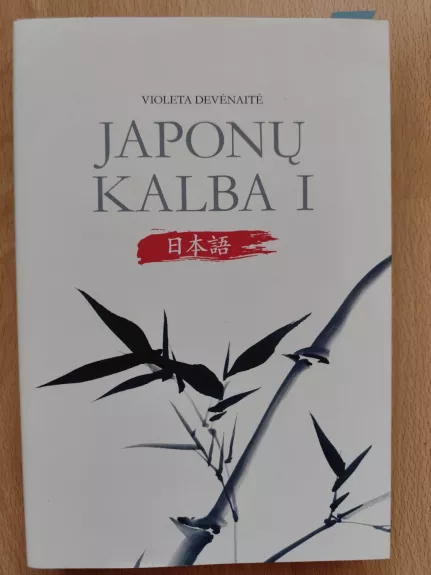 VIOLETA DEVĖNAITĖ
JAPONŲ
KALBA I
日本語